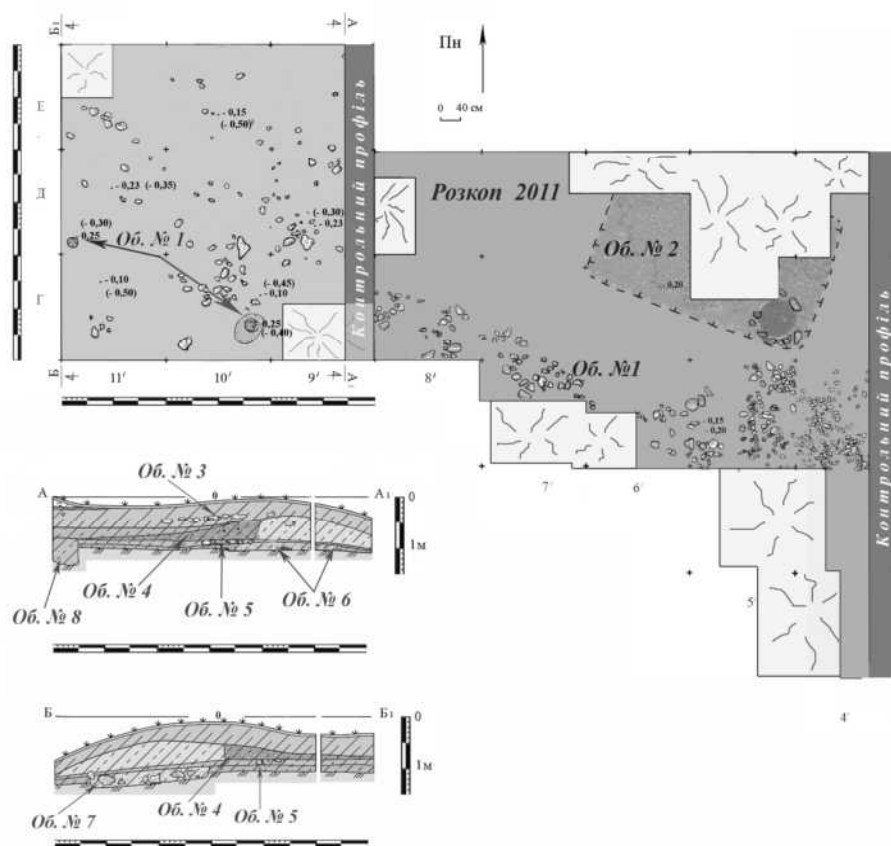 Б₁
4
4
А
Пн
0 40 см
Е
Д
Г
- 0,15
(- 0,50)
- 0,23 (- 0,35)
(- 0,30)
0,25
Об. № 1
(- 0,30)
- 0,23
- 0,10
(- 0,50)
(- 0,45)
- 0,10
- 0,25
(- 0,40)
Контрольний профіль
Розкоп 2011
Об. № 2
- 0,20
Об. №1
- 0,15
- 0,20
Контрольний профіль
Б
4
11′
10′
9′
4
А
8′
7′
6′
5′
4′
Об. № 3
А
0
А₁
0
1м
Об. № 4
Об. № 5
Об. № 6
Об. № 8
Б
0
Б₁
0
1м
Об. № 4
Об. № 5
Об. № 7